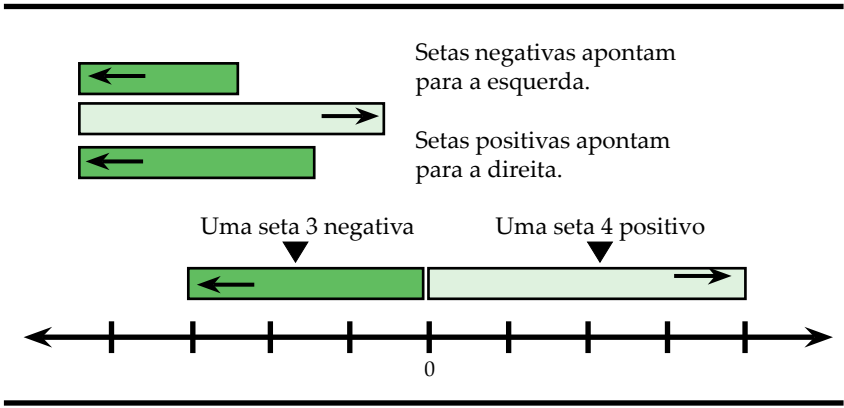 Setas negativas apontam
para a esquerda.
Setas positivas apontam
para a direita.
Uma seta 3 negativa
Uma seta 4 positivo
0